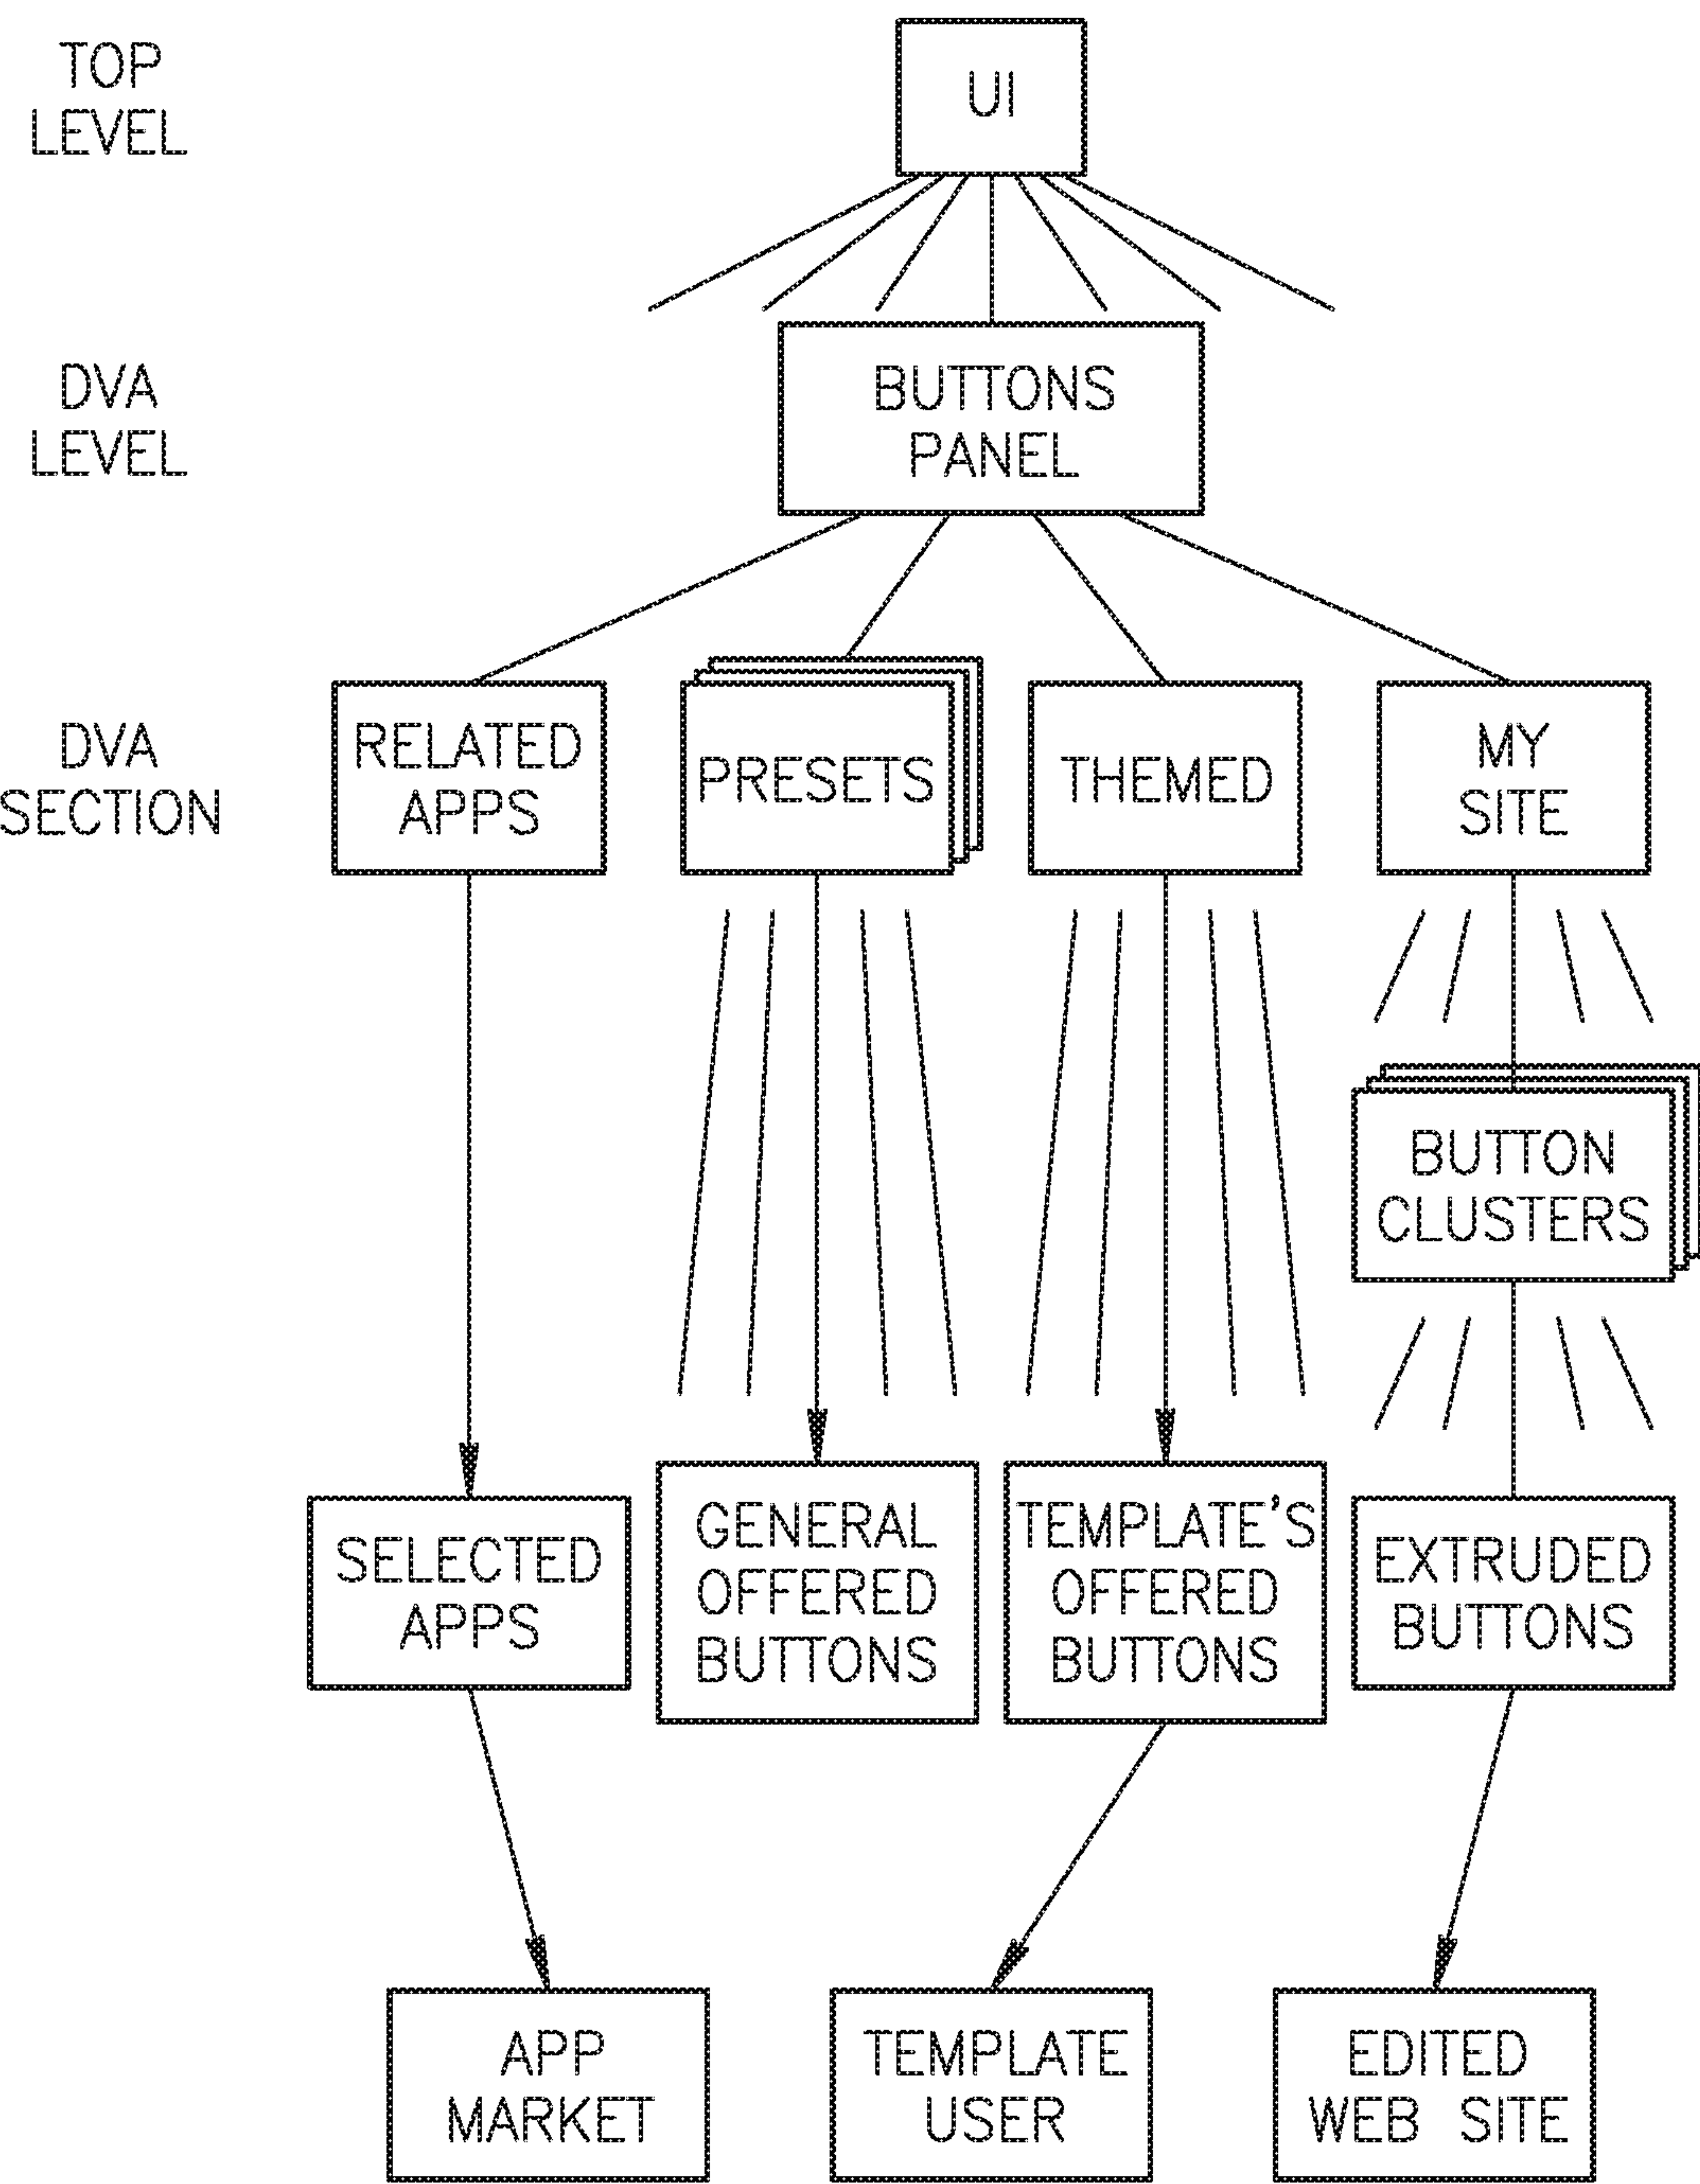 TOP
LEVEL
UI
DVA
LEVEL
BUTTONS
PANEL
DVA
SECTION
RELATED
APPS
PRESETS
THEMED
MY
SITE
BUTTON
CLUSTERS
SELECTED
APPS
GENERAL
OFFERED
BUTTONS
TEMPLATE'S
OFFERED
BUTTONS
EXTRUDED
BUTTONS
APP
MARKET
TEMPLATE
USER
EDITED
WEB SITE